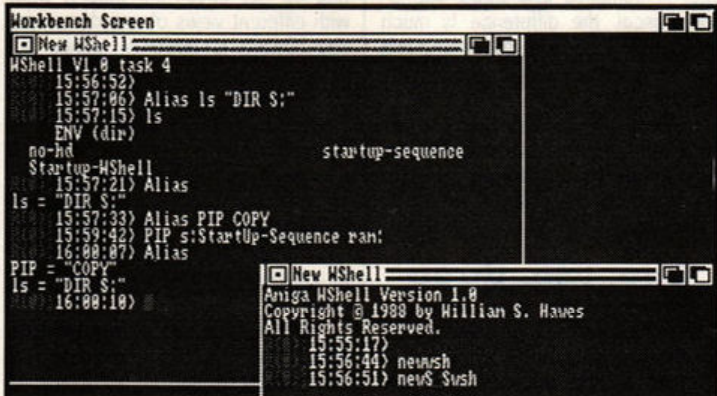 Workbench Screen
New WShell
WShell V1.0 task 4
15:56:52>
15:57:06> Alias ls "DIR S:"
15:57:15> ls
ENV (dir)
no-hd startup-sequence
Startup-WShell
15:57:21> Alias
ls = "DIR S:"
15:57:33> Alias PIP COPY
15:59:42> PIP s:StartUp-Sequence ram:
16:00:07> Alias
PIP = "COPY"
ls = "DIR S:"
16:00:10>
New WShell
Amiga WShell Version 1.0
Copyright © 1988 by William S. Hawes
All Rights Reserved.
15:55:17>
15:56:44> newwsh
15:56:51> newS Swsh